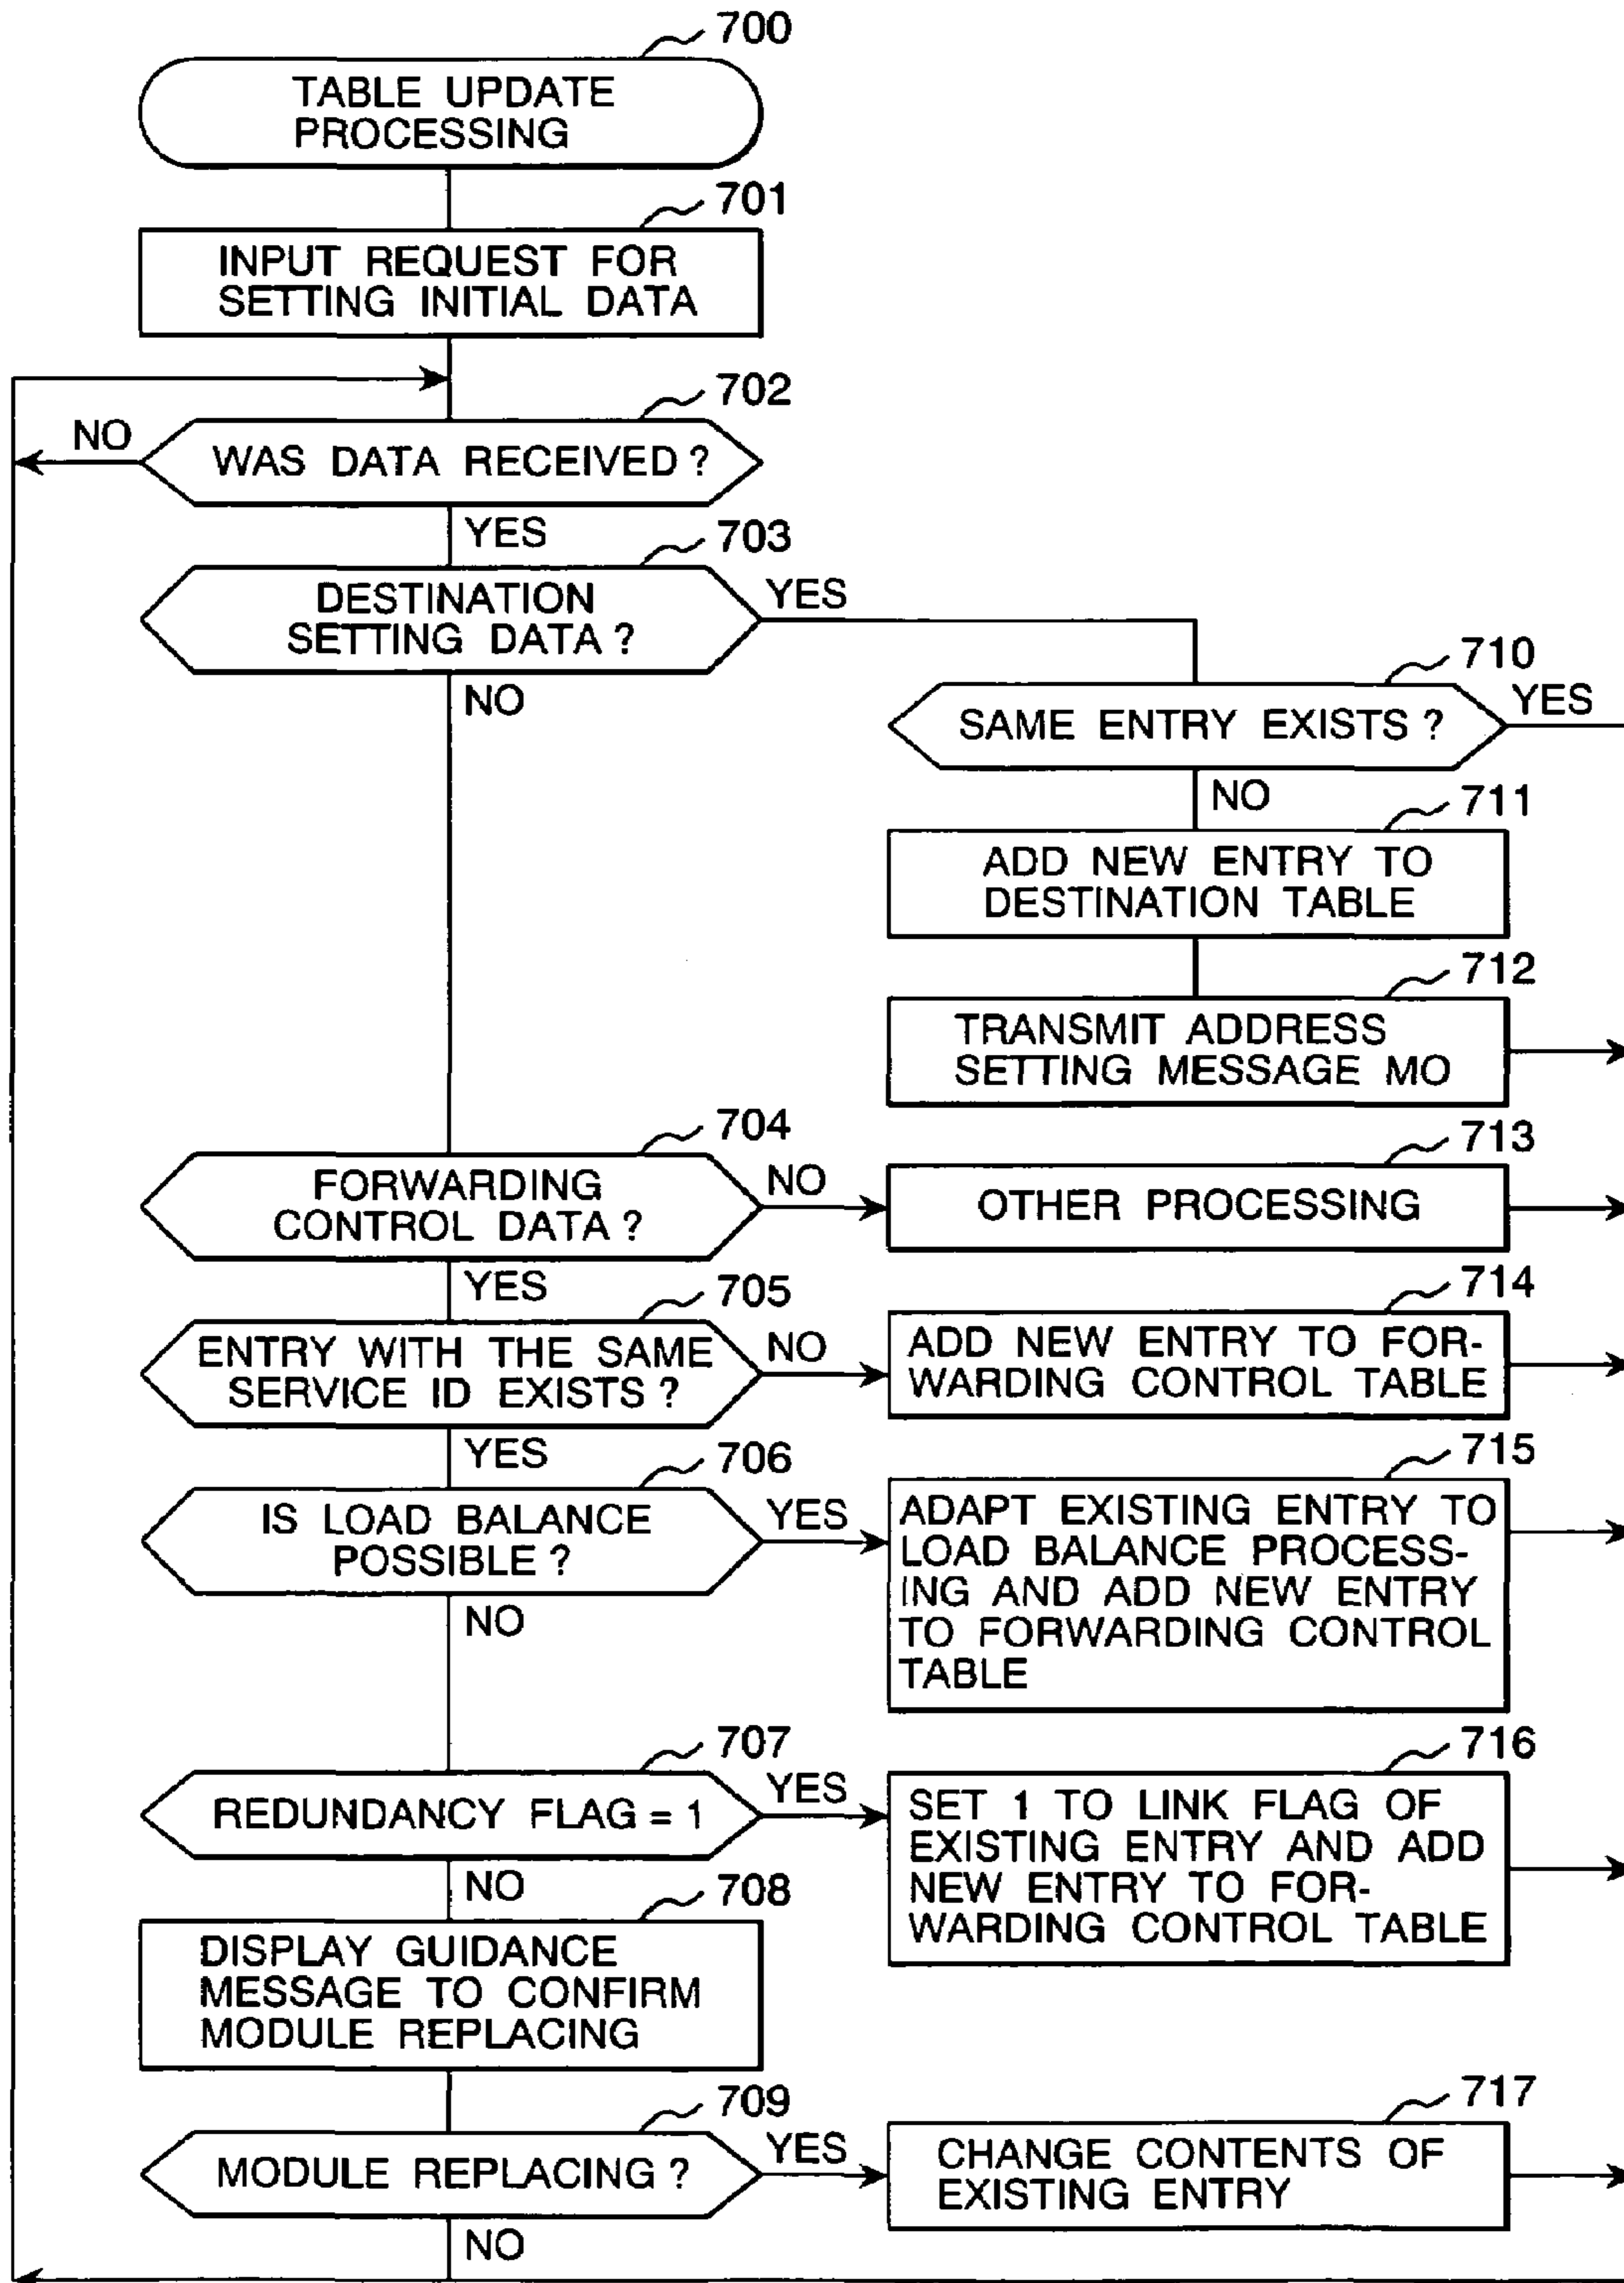 700
TABLE UPDATE
PROCESSING
701
INPUT REQUEST FOR
SETTING INITIAL DATA
702
NO
WAS DATA RECEIVED ?
YES
703
DESTINATION
SETTING DATA ?
YES
NO
710
SAME ENTRY EXISTS ?
YES
NO
711
ADD NEW ENTRY TO
DESTINATION TABLE
712
TRANSMIT ADDRESS
SETTING MESSAGE MO
704
FORWARDING
CONTROL DATA ?
NO
713
OTHER PROCESSING
YES
705
ENTRY WITH THE SAME
SERVICE ID EXISTS ?
NO
714
ADD NEW ENTRY TO FOR-
WARDING CONTROL TABLE
YES
706
IS LOAD BALANCE
POSSIBLE ?
YES
715
ADAPT EXISTING ENTRY TO
LOAD BALANCE PROCESS-
ING AND ADD NEW ENTRY
TO FORWARDING CONTROL
TABLE
NO
707
REDUNDANCY FLAG = 1
YES
716
SET 1 TO LINK FLAG OF
EXISTING ENTRY AND ADD
NEW ENTRY TO FOR-
WARDING CONTROL TABLE
NO
708
DISPLAY GUIDANCE
MESSAGE TO CONFIRM
MODULE REPLACING
709
MODULE REPLACING ?
YES
717
CHANGE CONTENTS OF
EXISTING ENTRY
NO